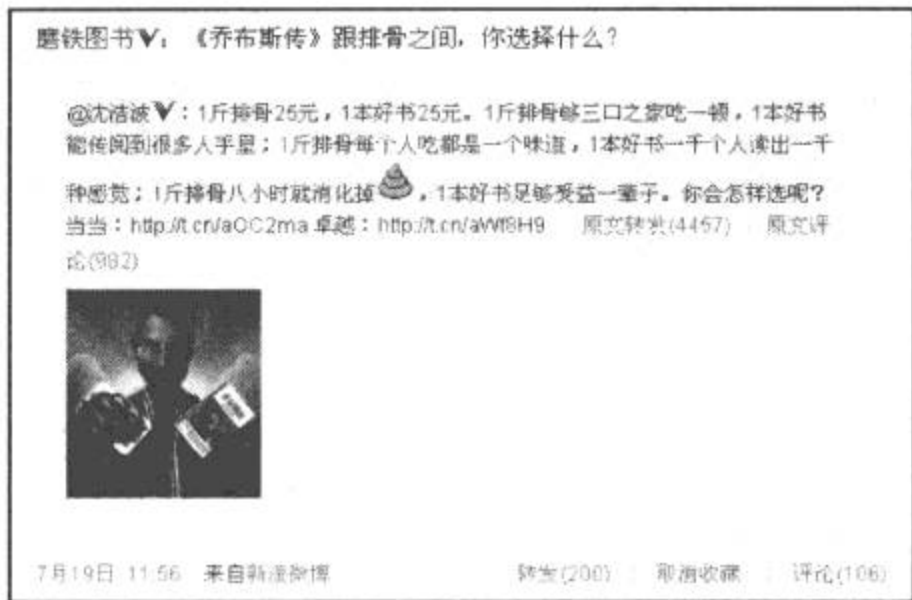 磨铁图书V：《乔布斯传》跟排骨之间，你选择什么？
@沈浩波V：1斤排骨25元，1本好书25元。1斤排骨够三口之家吃一顿，1本好书
能传阅到很多人手里；1斤排骨每个人吃都是一个味道，1本好书一千个人读出一千
种感觉；1斤排骨八小时就消化掉，1本好书足够受益一辈子。你会怎样选呢？
当当：http://t.cn/aOC2ma 卓越：http://t.cn/aWf8H9 原文转发(4457) 原文评
论(982)
7月19日 11:56 来自新浪微博 转发(200) 取消收藏 评论(106)